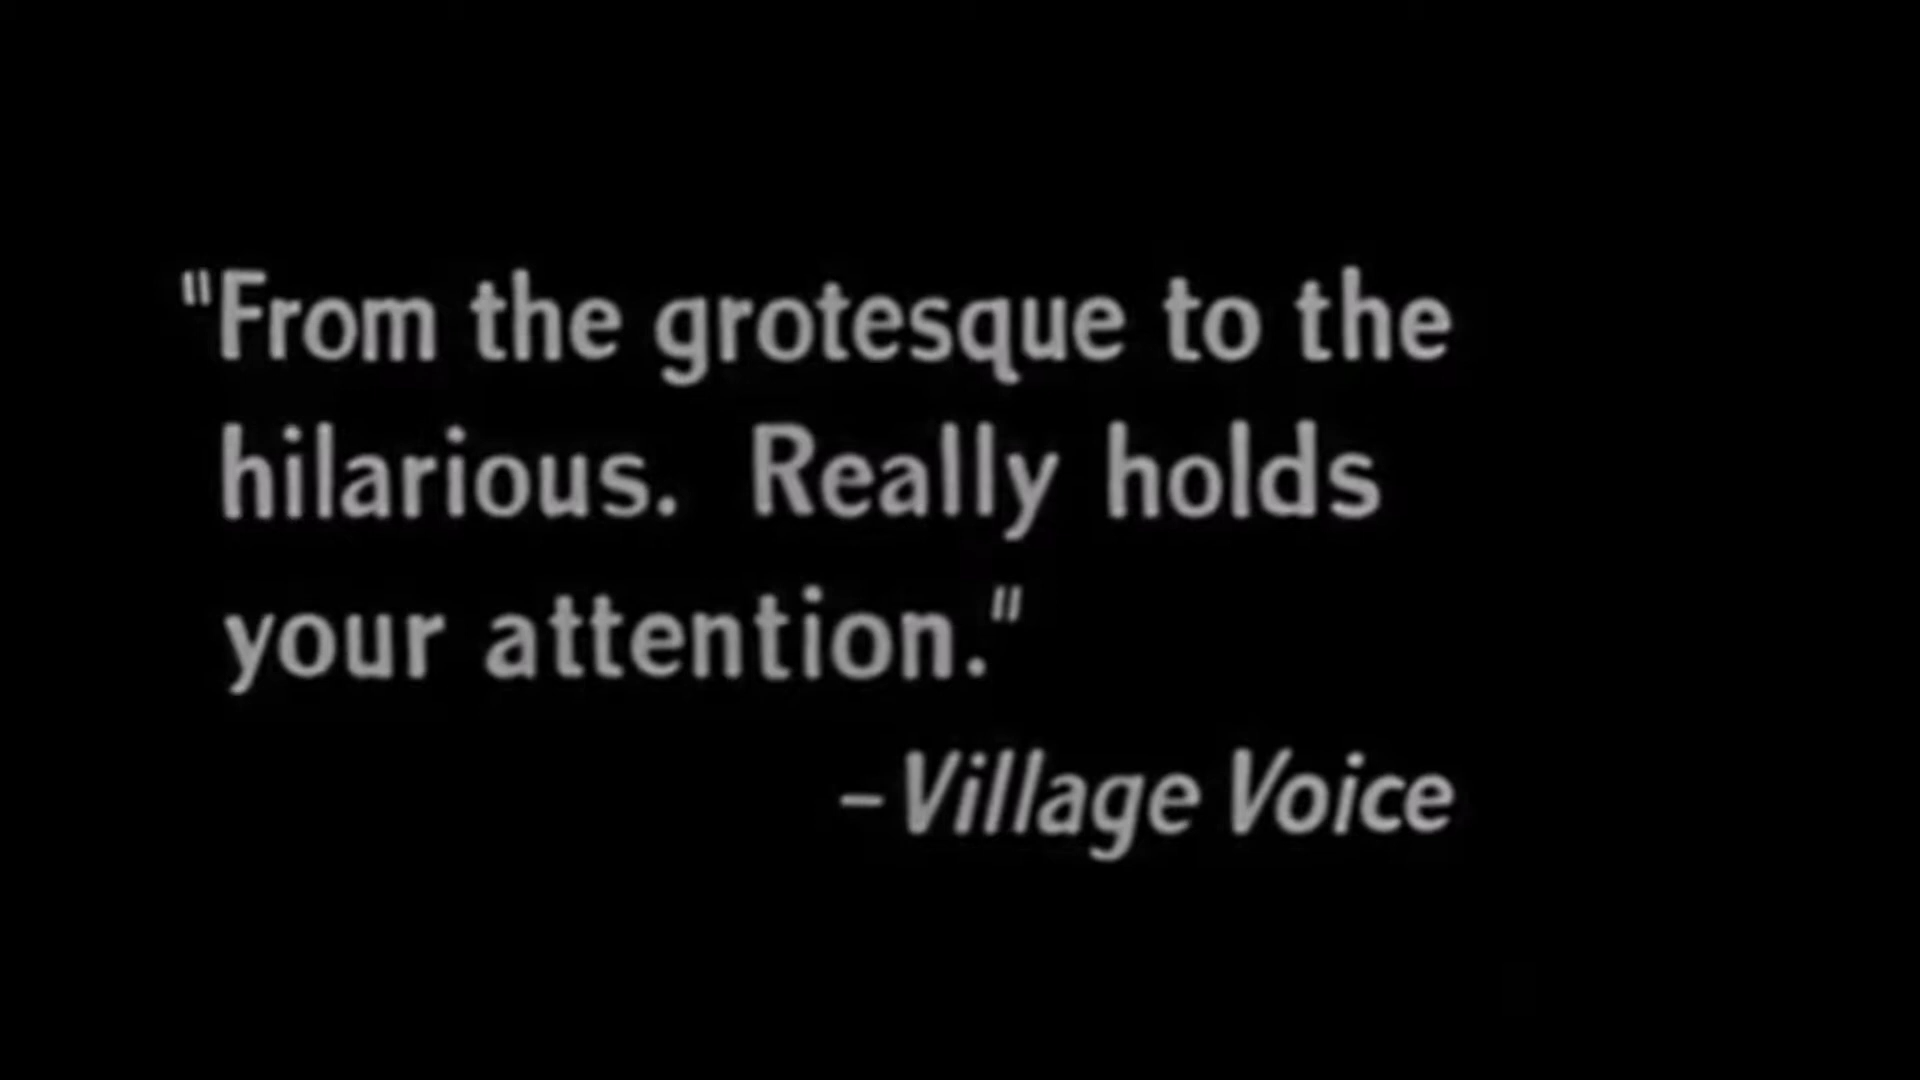 "From the grotesque to the
hilarious. Really holds
your attention."
–Village Voice